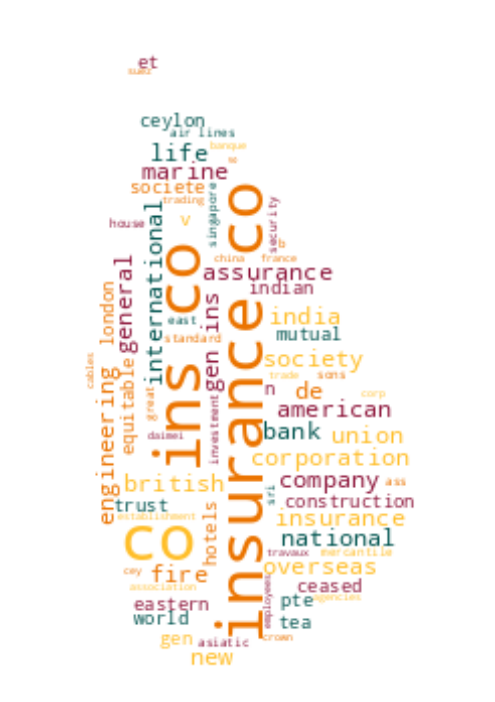 et
sumi
ceylon
air lines
banque
life
se
marine
societe
trading
singapore
international
house
v
security
b
ins co
insurance co
china
france
assurance
general
indian
london
gen ins
east
india
standard
mutual
cables
equitable
society
trade
sons
great
n
de
corp
investment
american
engineering
daimei
bank
union
corporation
british
company
ass
sri
trust
construction
establishment
insurance
hotels
co
national
travaux
mercantile
cey
fire
overseas
association
employees
ceased
eastern
pte
agencies
world
tea
gen
asiatic
crown
new